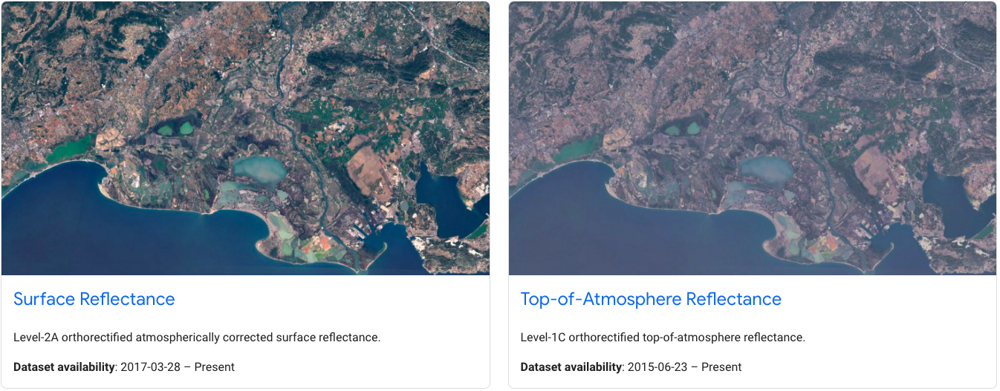 Surface Reflectance
Level-2A orthorectified atmospherically corrected surface reflectance.
Dataset availability: 2017-03-28 – Present
Top-of-Atmosphere Reflectance
Level-1C orthorectified top-of-atmosphere reflectance.
Dataset availability: 2015-06-23 – Present